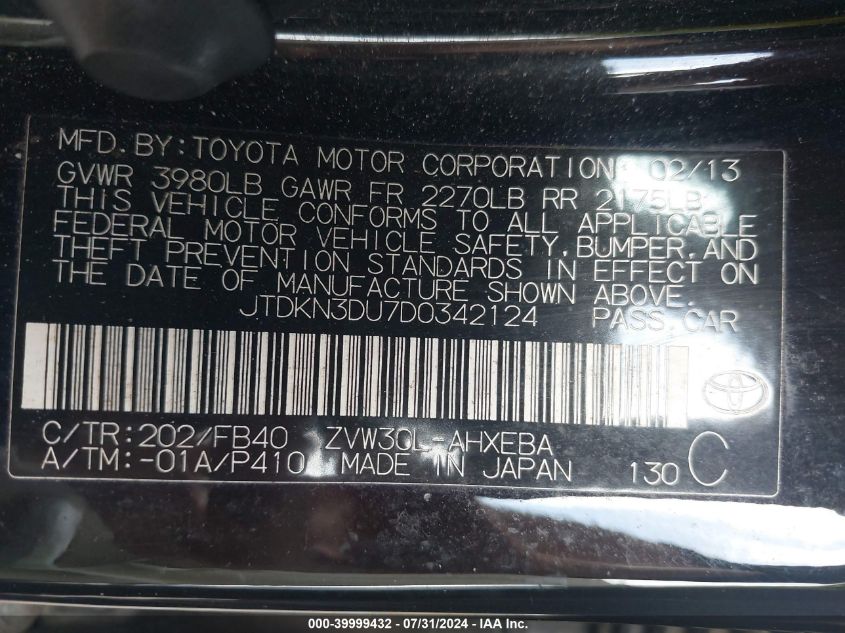 MFD. BY: TOYOTA MOTOR CORPORATION 02/13
GVWR 3980LB GAWR FR 2270LB RR 2175LB
THIS VEHICLE CONFORMS TO ALL APPLICABLE
FEDERAL MOTOR VEHICLE SAFETY, BUMPER, AND
THEFT PREVENTION STANDARDS IN EFFECT ON
THE DATE OF MANUFACTURE SHOWN ABOVE.
JTDKN3DU7D0342124 PASS. CAR
C/TR: 202/FB40 ZVW30L-AHXEBA
A/TM: -01A/P410 MADE IN JAPAN 130 C
000-39999432 - 07/31/2024 - IAA Inc.